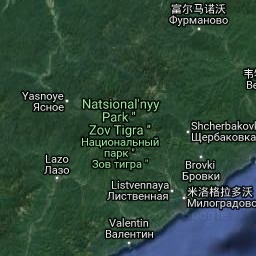 富尔马诺沃
Фурманово
Yasnoye
Ясное
Natsional'nyy
Park "
Zov Tigra "
Национальный
парк "
Зов тигра "
Shcherbakov
Щербаковка
Lazo
Лазо
Brovki
Бровки
Listvennaya
Лиственная
米洛格拉多沃
Милоградово
Valentin
Валентин